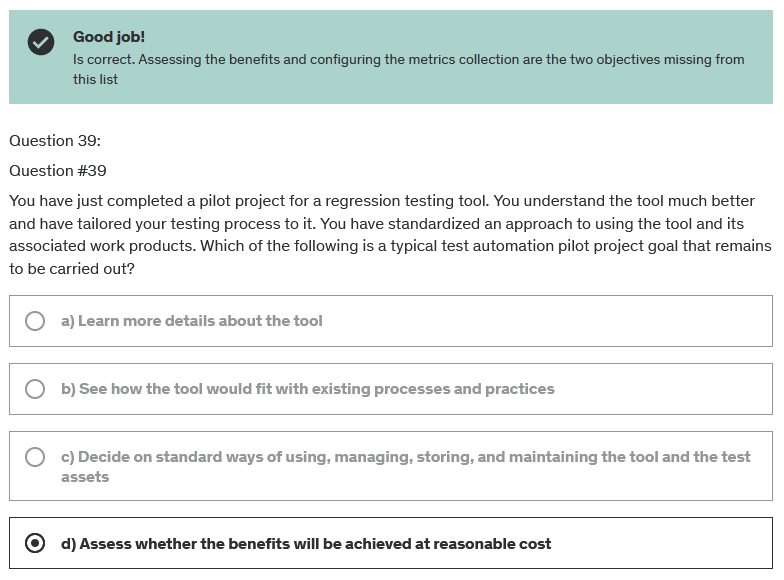 Good job!
Is correct. Assessing the benefits and configuring the metrics collection are the two objectives missing from
this list
Question 39:
Question #39
You have just completed a pilot project for a regression testing tool. You understand the tool much better
and have tailored your testing process to it. You have standardized an approach to using the tool and its
associated work products. Which of the following is a typical test automation pilot project goal that remains
to be carried out?
a) Learn more details about the tool
b) See how the tool would fit with existing processes and practices
c) Decide on standard ways of using, managing, storing, and maintaining the tool and the test
assets
d) Assess whether the benefits will be achieved at reasonable cost